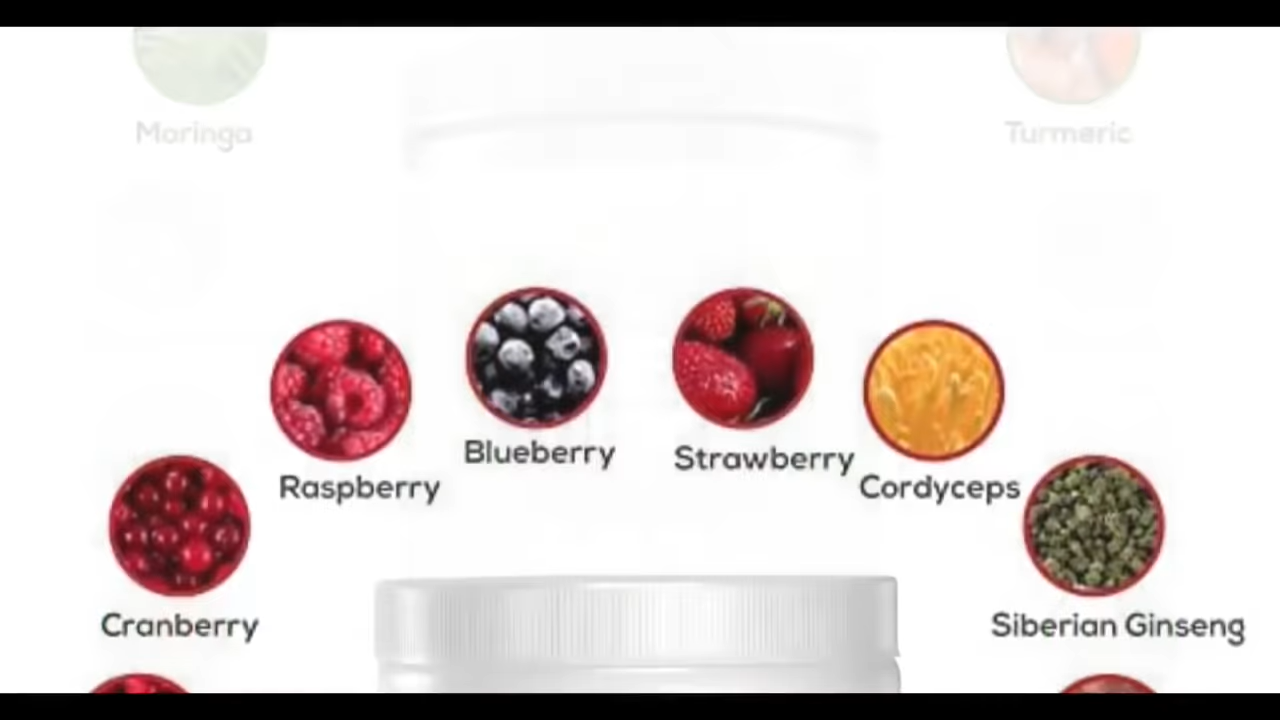 Moringa
Turmeric
Blueberry
Strawberry
Raspberry
Cordyceps
Cranberry
Siberian Ginseng